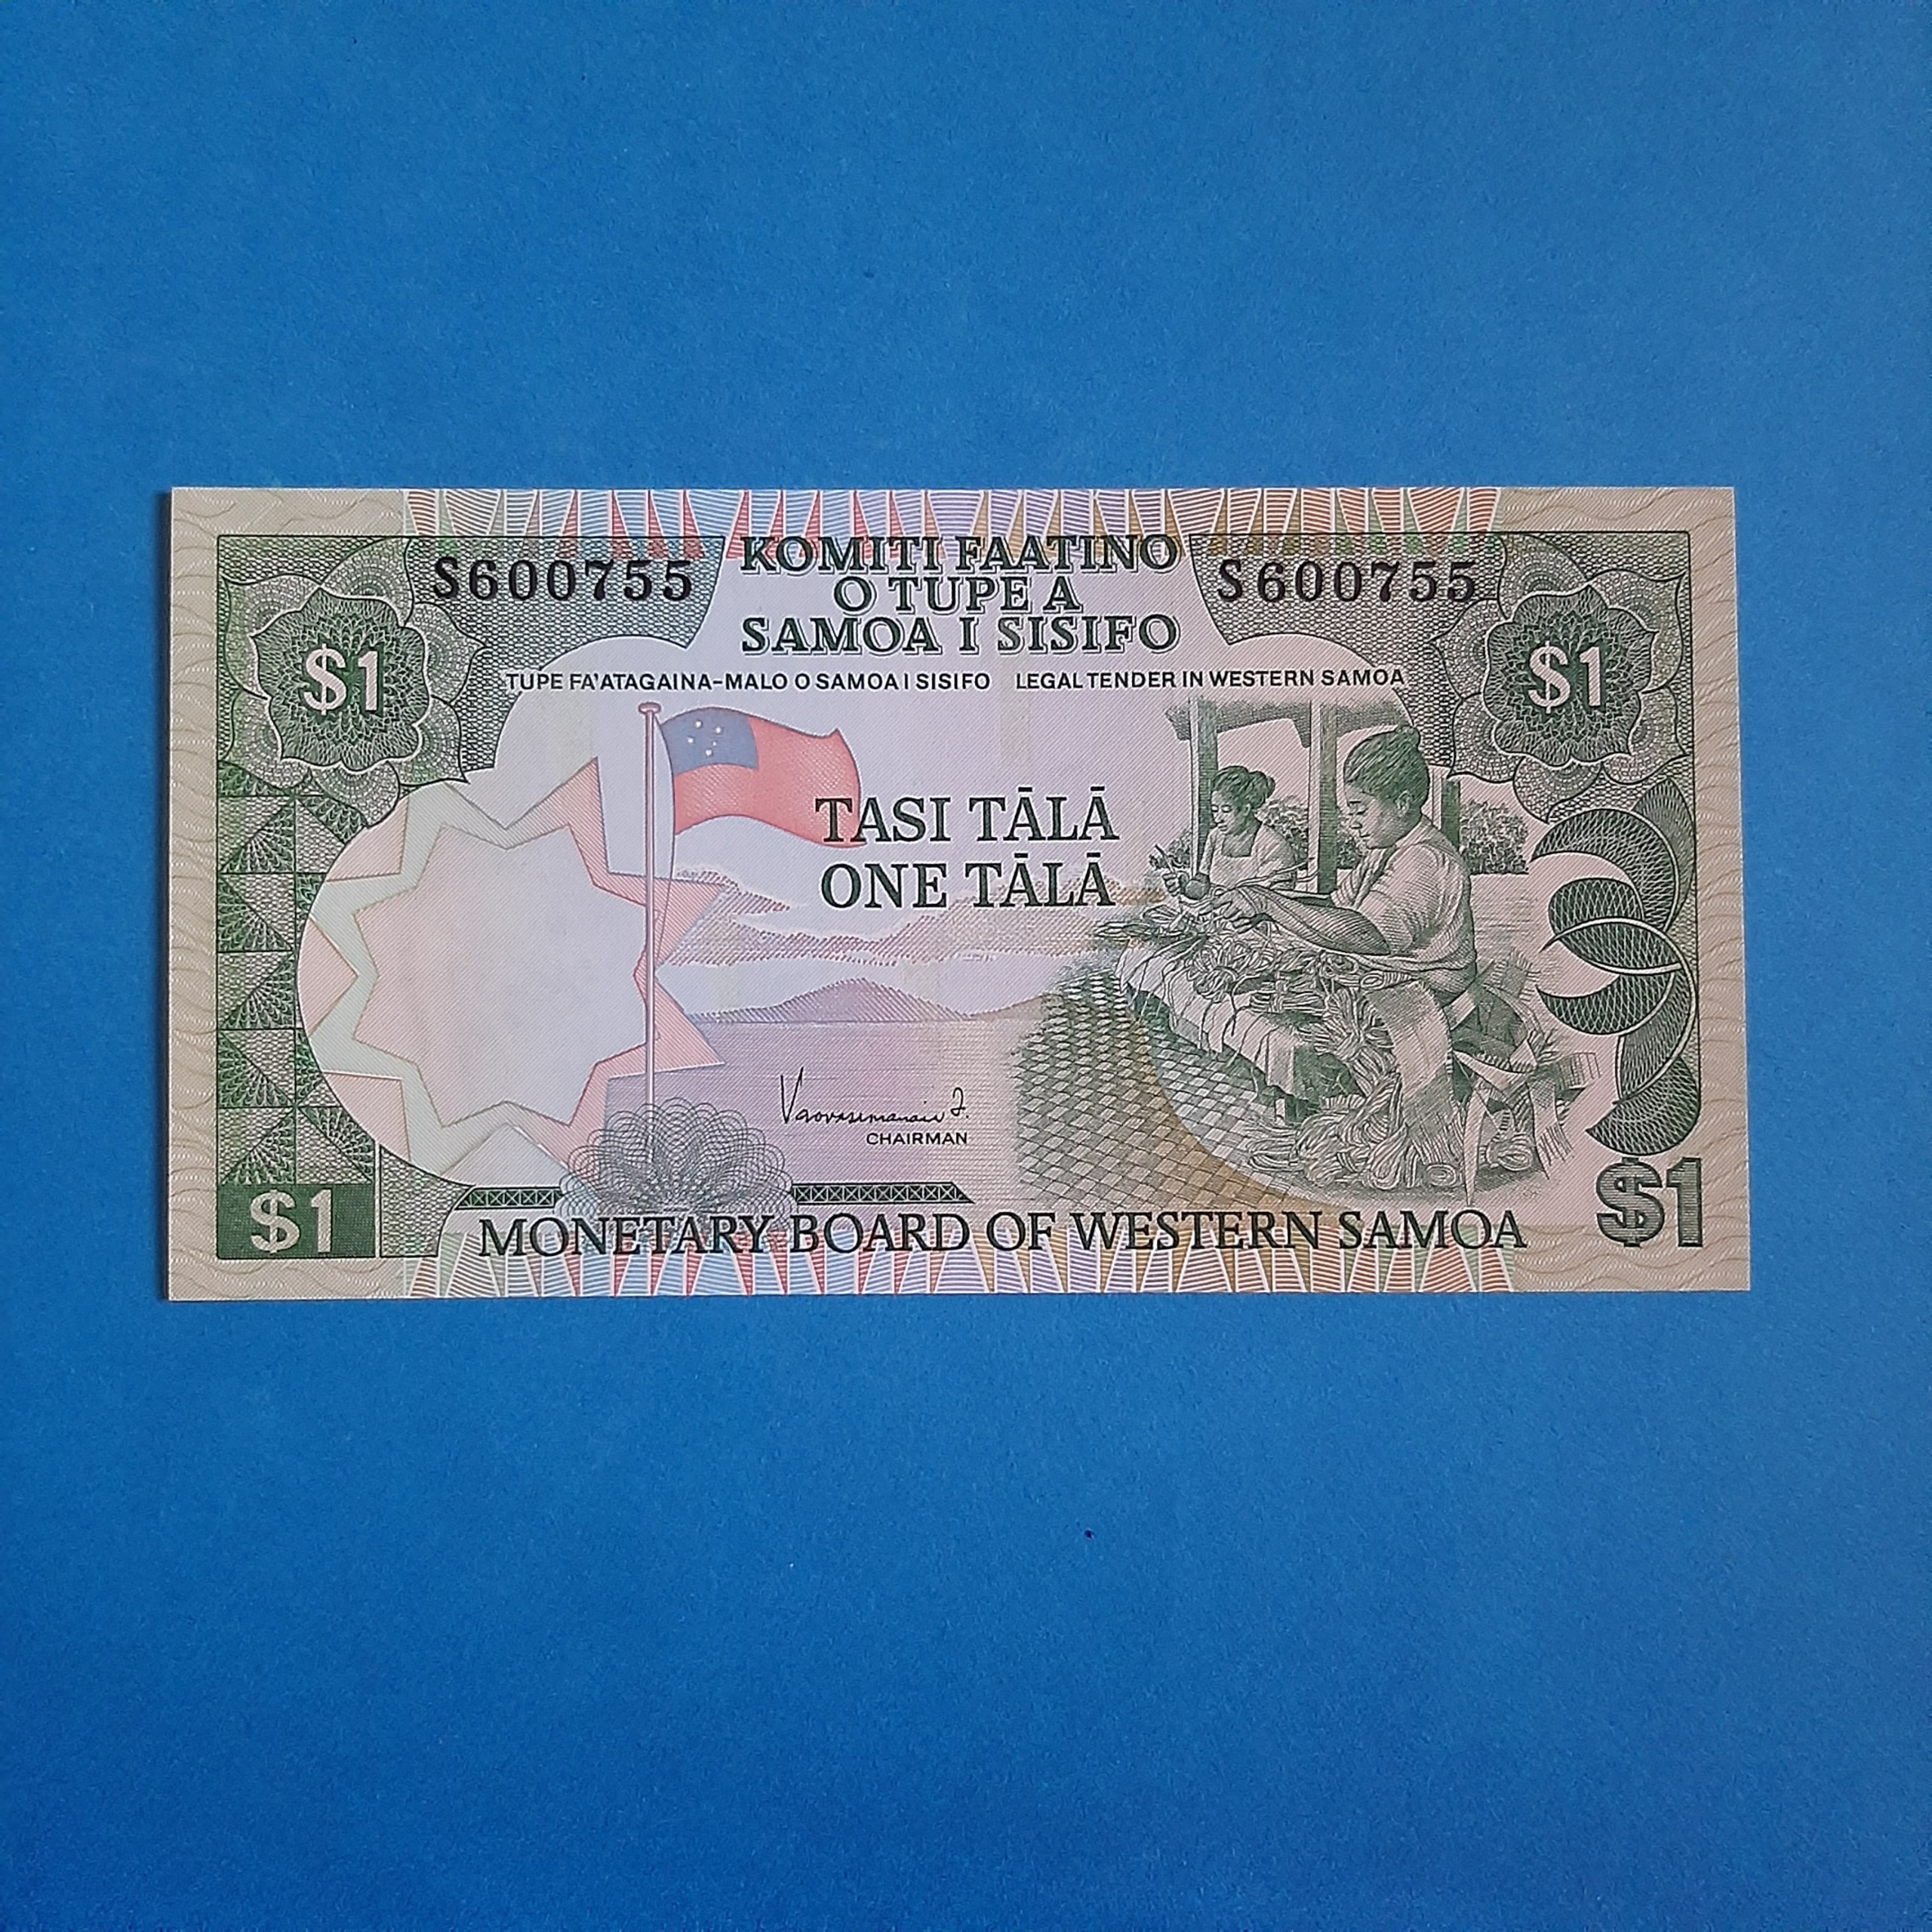 KOMITI FAATINO
O TUPE A
SAMOA I SISIFO
S600755
S600755
$1
$1
TUPE FA'ATAGAINA-MALO O SAMOA I SISIFO LEGAL TENDER IN WESTERN SAMOA
TASI TĀLĀ
ONE TĀLĀ
CHAIRMAN
$1
MONETARY BOARD OF WESTERN SAMOA
$1